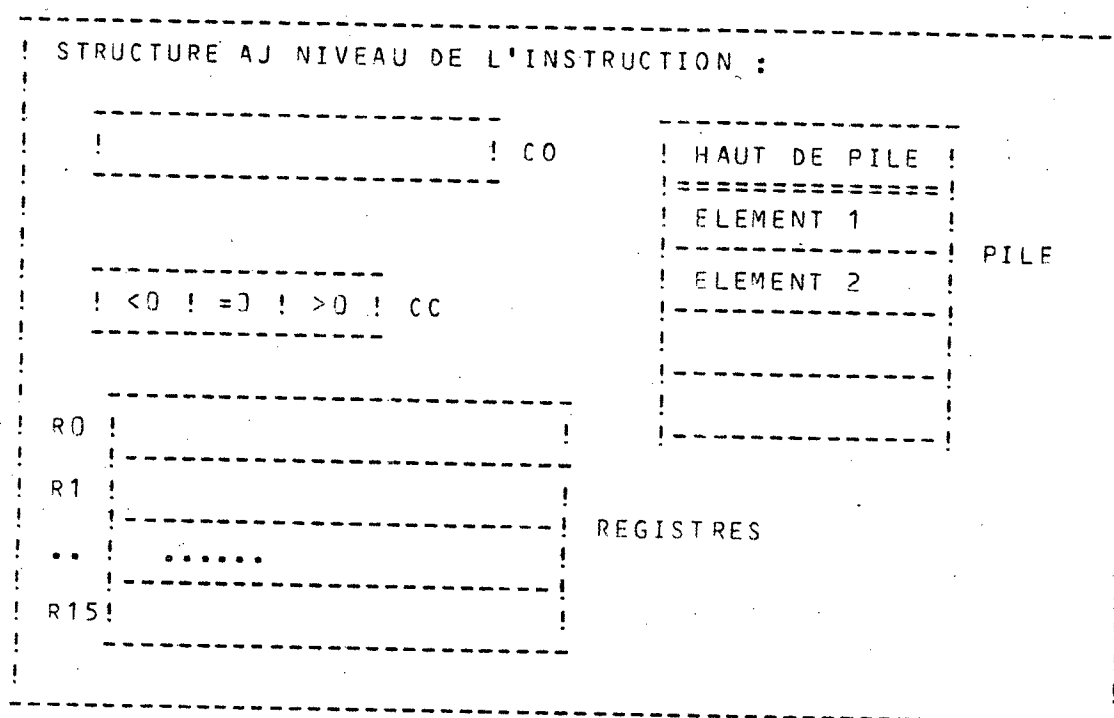 STRUCTURE AJ NIVEAU DE L'INSTRUCTION :
CO
HAUT DE PILE
ELEMENT 1
PILE
ELEMENT 2
! <0 ! =0 ! >0 ! CC
R0
R1
REGISTRES
.. ......
R15